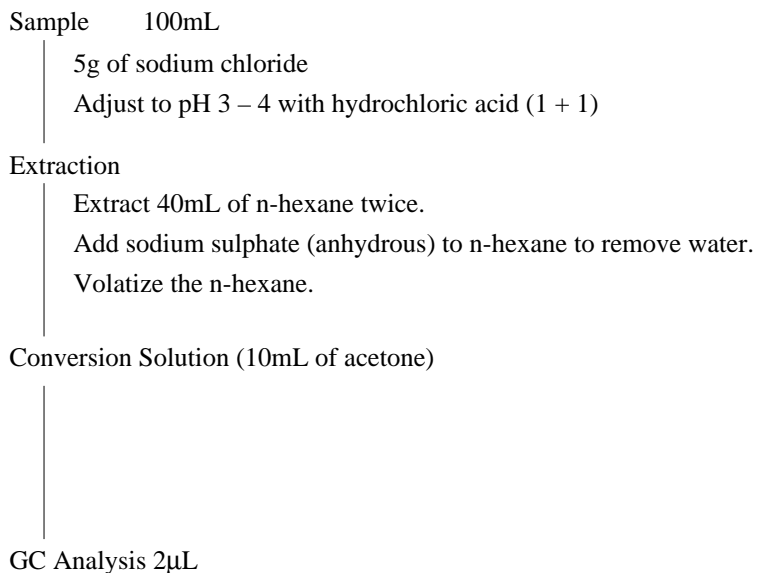 Sample 100mL
5g of sodium chloride
Adjust to pH 3 – 4 with hydrochloric acid (1 + 1)
Extraction
Extract 40mL of n-hexane twice.
Add sodium sulphate (anhydrous) to n-hexane to remove water.
Volatize the n-hexane.
Conversion Solution (10mL of acetone)
GC Analysis 2μL